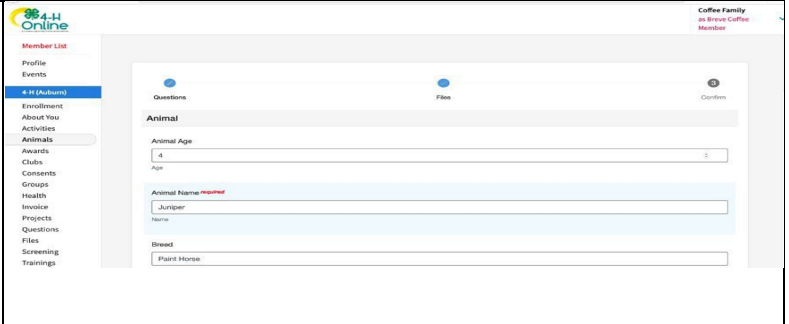 4-H
Online
Coffee Family
as Breve Coffee
Member
Member List
Profile
Events
4-H (Auburn)
Enrollment
About You
Activities
Animals
Awards
Clubs
Consents
Groups
Health
Invoice
Projects
Questions
Files
Screening
Trainings
Questions
Files
3
Confirm
Animal
Animal Age
4
Age
Animal Name required
Juniper
Name
Breed
Paint Horse